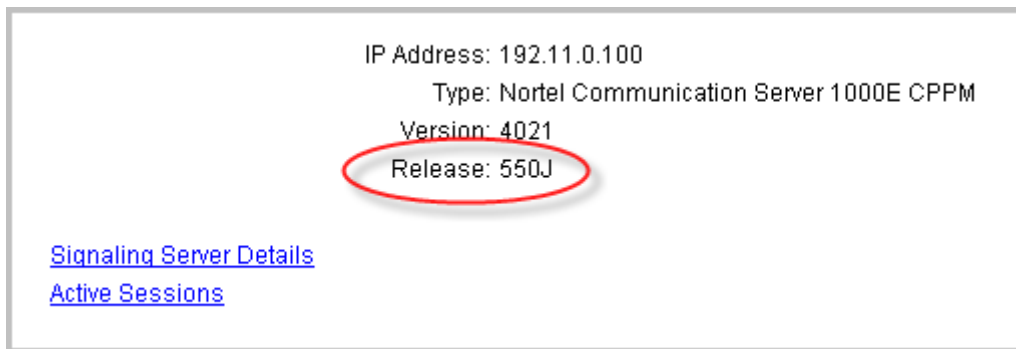 IP Address: 192.11.0.100
Type: Nortel Communication Server 1000E CPPM
Version: 4021
Release: 550J
Signaling Server Details
Active Sessions